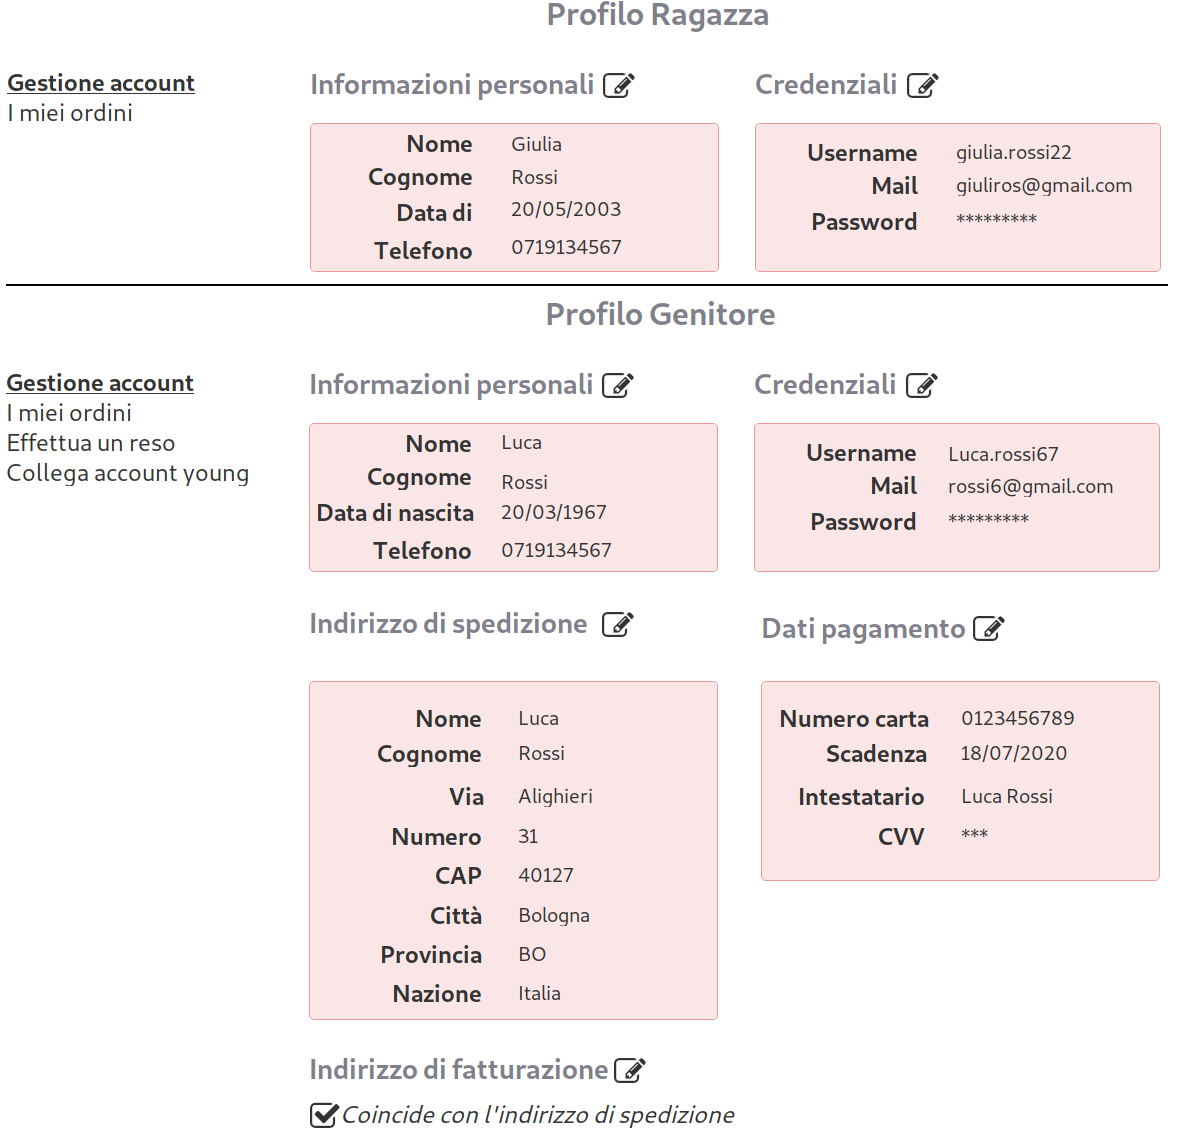 Profilo Ragazza
Gestione account
I miei ordini
Informazioni personali
Nome Giulia
Cognome Rossi
Data di 20/05/2003
Telefono 0719134567
Credenziali
Username giulia.rossi22
Mail giuliros@gmail.com
Password *********
Profilo Genitore
Gestione account
I miei ordini
Effettua un reso
Collega account young
Informazioni personali
Nome Luca
Cognome Rossi
Data di nascita 20/03/1967
Telefono 0719134567
Credenziali
Username Luca.rossi67
Mail rossi6@gmail.com
Password *********
Indirizzo di spedizione
Nome Luca
Cognome Rossi
Via Alighieri
Numero 31
CAP 40127
Città Bologna
Provincia BO
Nazione Italia
Dati pagamento
Numero carta 0123456789
Scadenza 18/07/2020
Intestatario Luca Rossi
CVV ***
Indirizzo di fatturazione
Coincide con l'indirizzo di spedizione